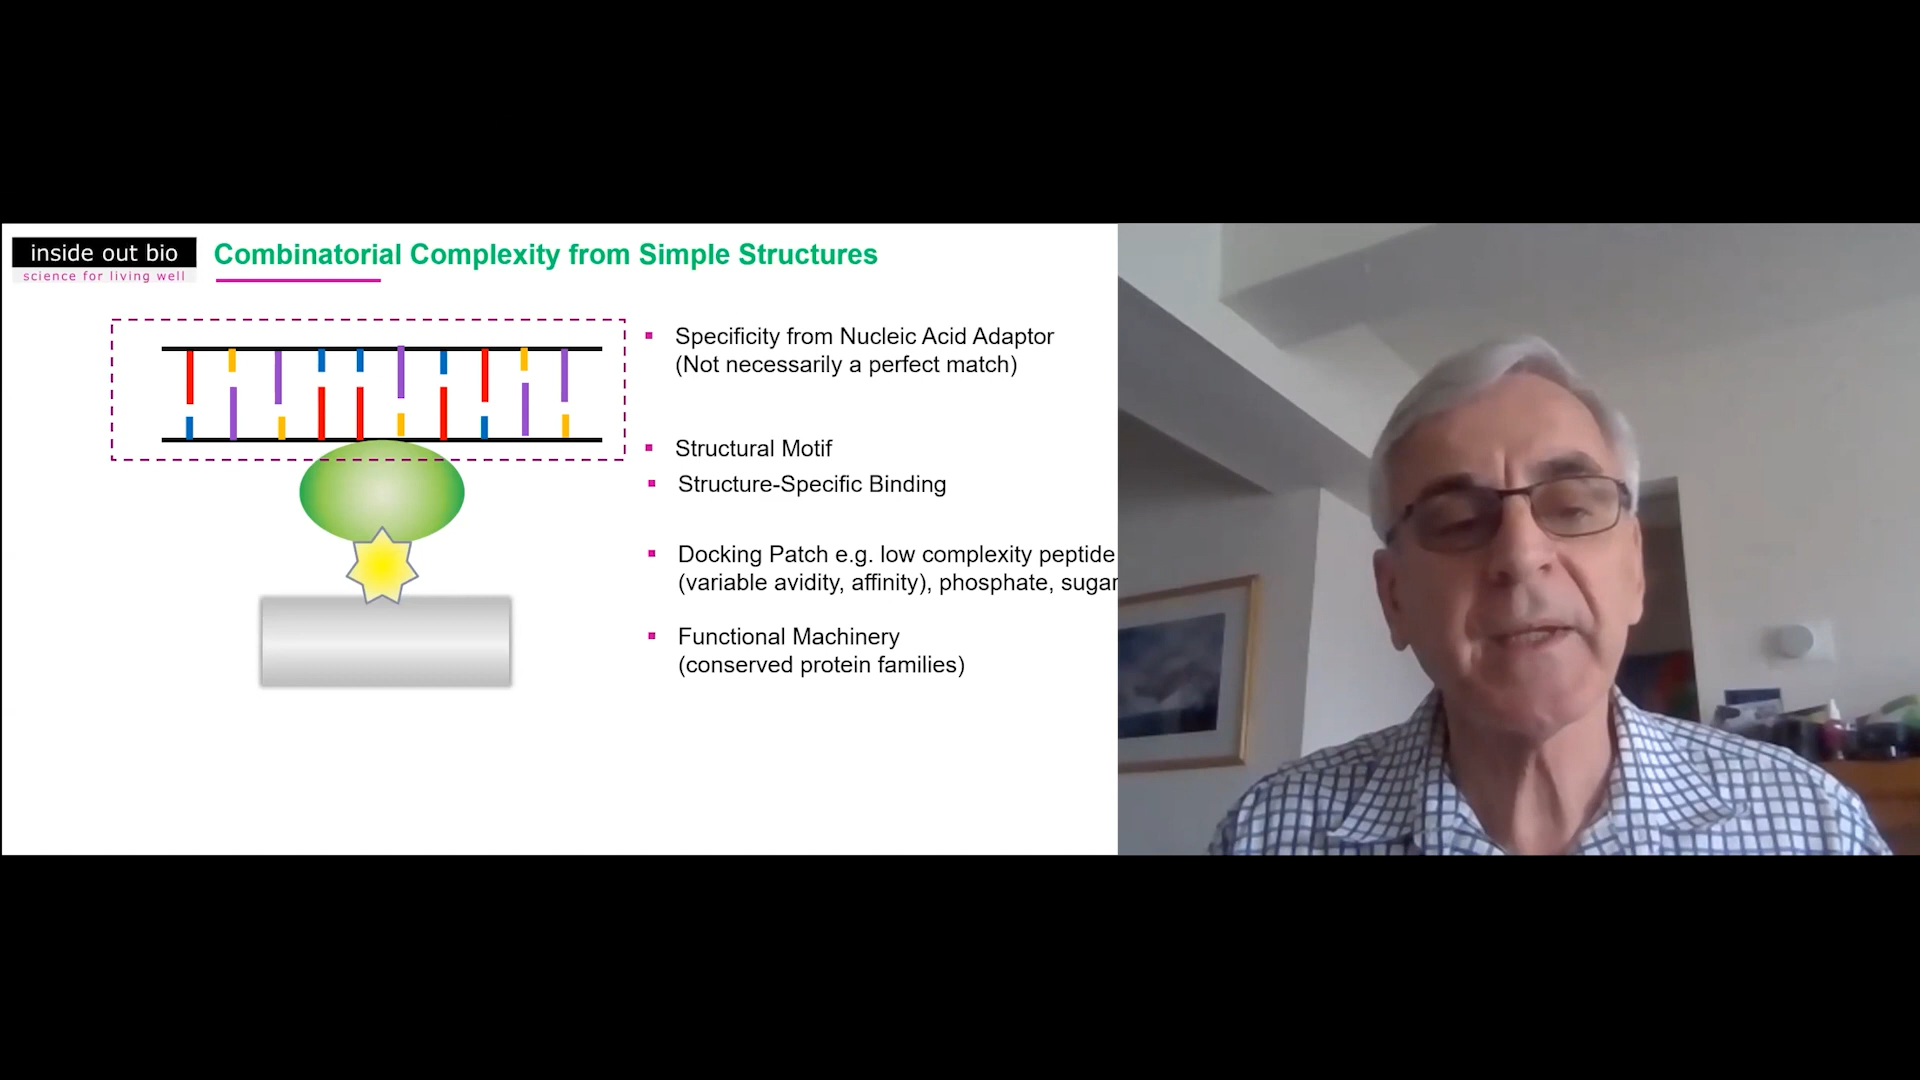 inside out bio
science for living well
Combinatorial Complexity from Simple Structures
Specificity from Nucleic Acid Adaptor
(Not necessarily a perfect match)
Structural Motif
Structure-Specific Binding
Docking Patch e.g. low complexity peptide
(variable avidity, affinity), phosphate, sugar
Functional Machinery
(conserved protein families)